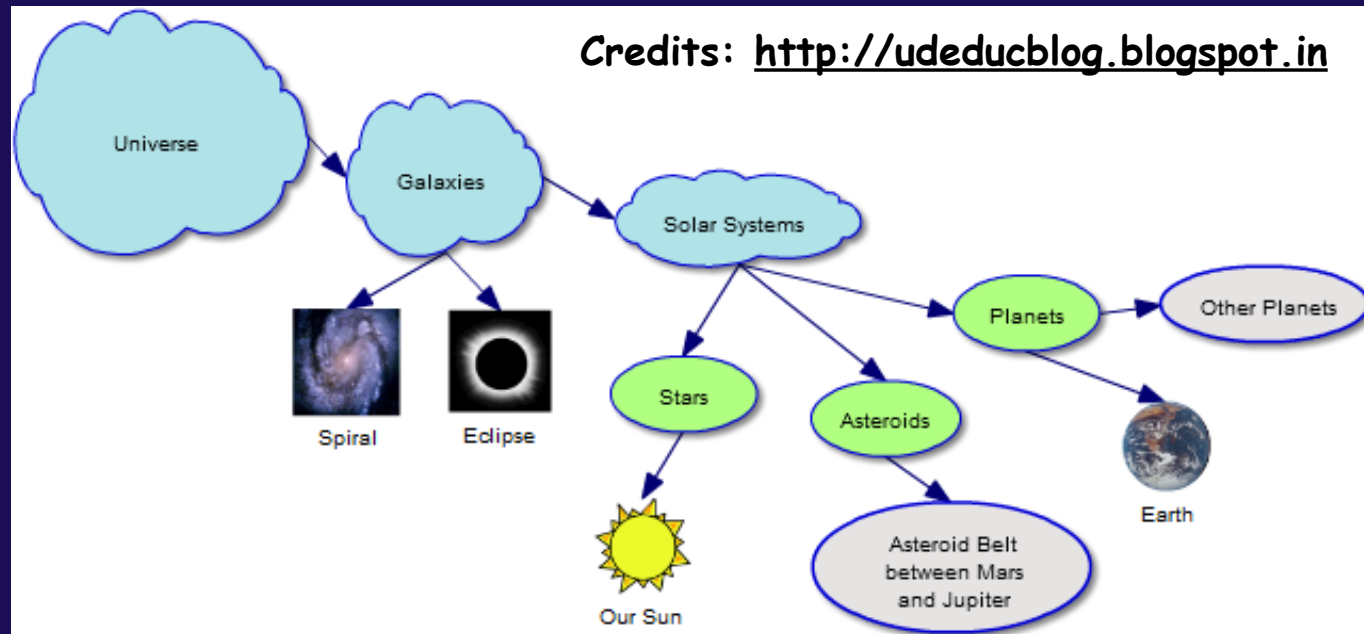 Credits: http://udeducblog.blogspot.in
Universe
Galaxies
Solar Systems
Spiral
Eclipse
Stars
Asteroids
Planets
Other Planets
Our Sun
Asteroid Belt
between Mars
and Jupiter
Earth